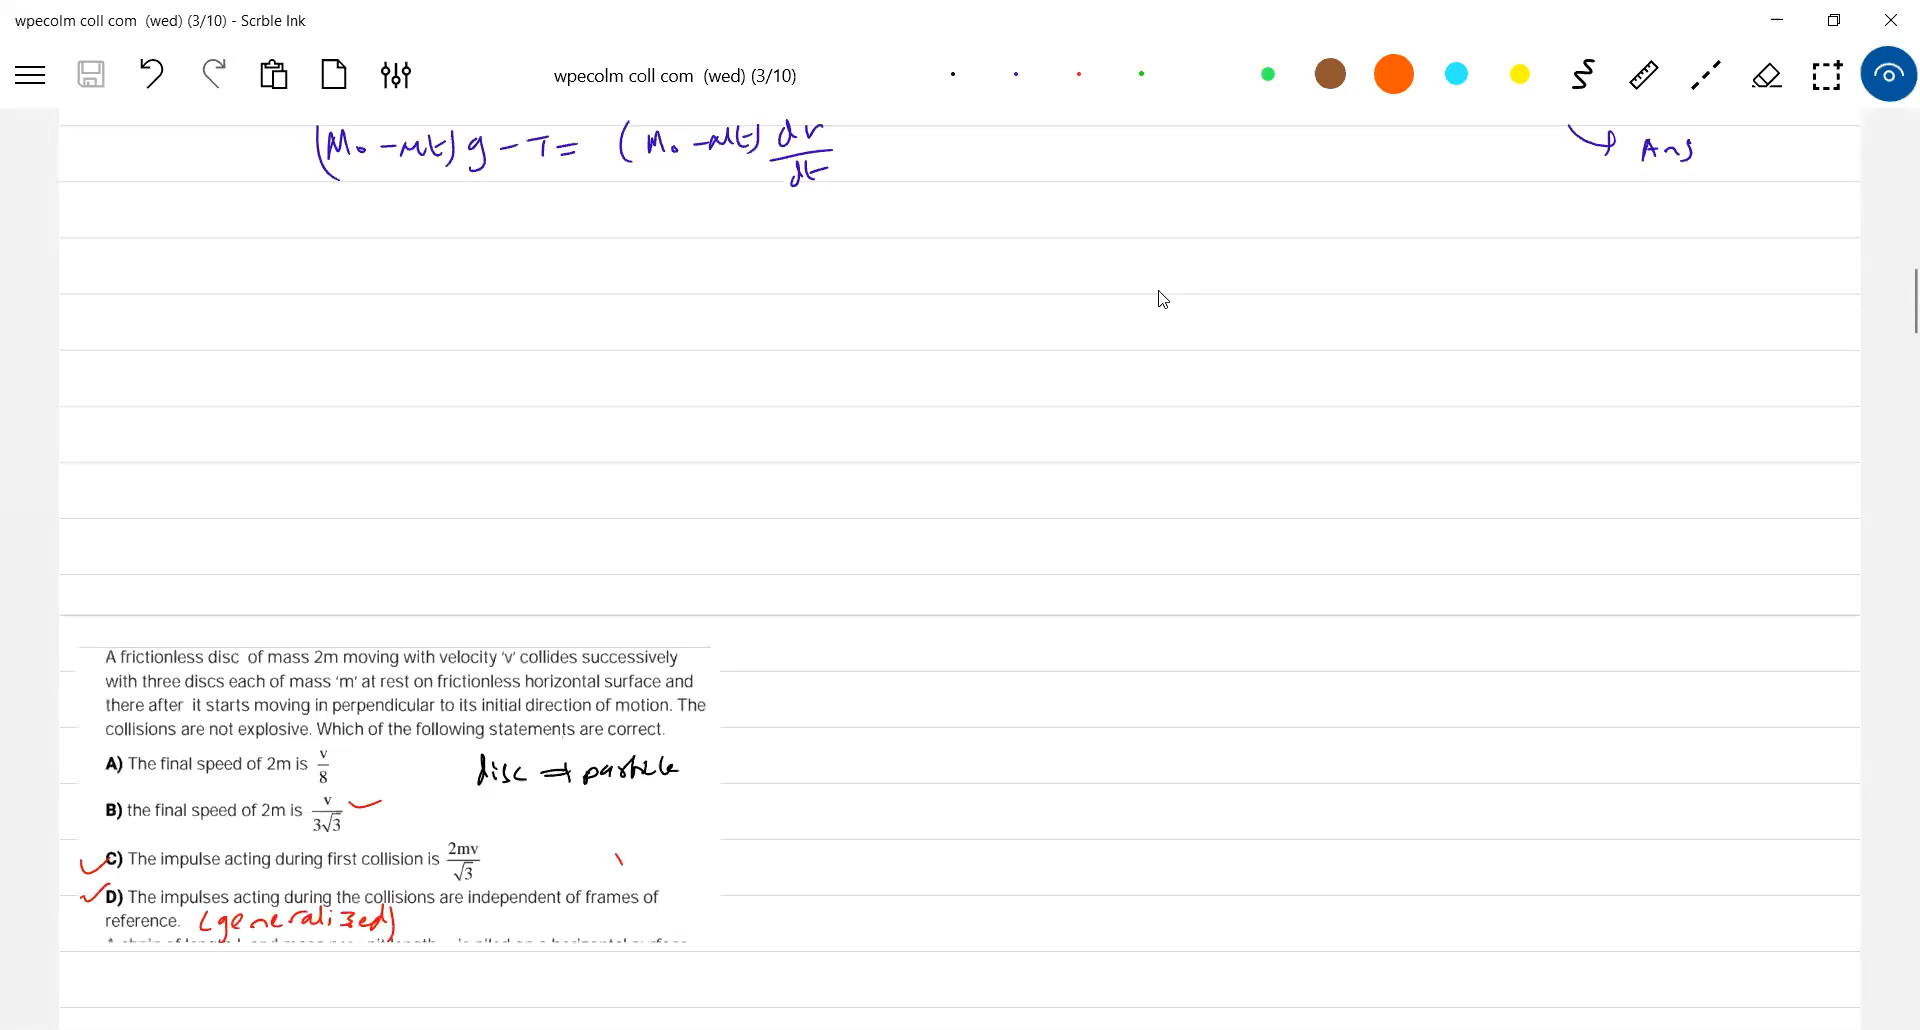 wpecolm coll com (wed) (3/10) - Scrble Ink
wpecolm coll com (wed) (3/10)
(M₀ - μt) g - T = (M₀ - μt) dv/dt
Ans
A frictionless disc of mass 2m moving with velocity 'v' collides successively
with three discs each of mass 'm' at rest on frictionless horizontal surface and
there after it starts moving in perpendicular to its initial direction of motion. The
collisions are not explosive. Which of the following statements are correct.
A) The final speed of 2m is v/8
disc ⇒ particle
B) the final speed of 2m is v/3√3
C) The impulse acting during first collision is 2mv/√3
D) The impulses acting during the collisions are independent of frames of
reference. (generalized)